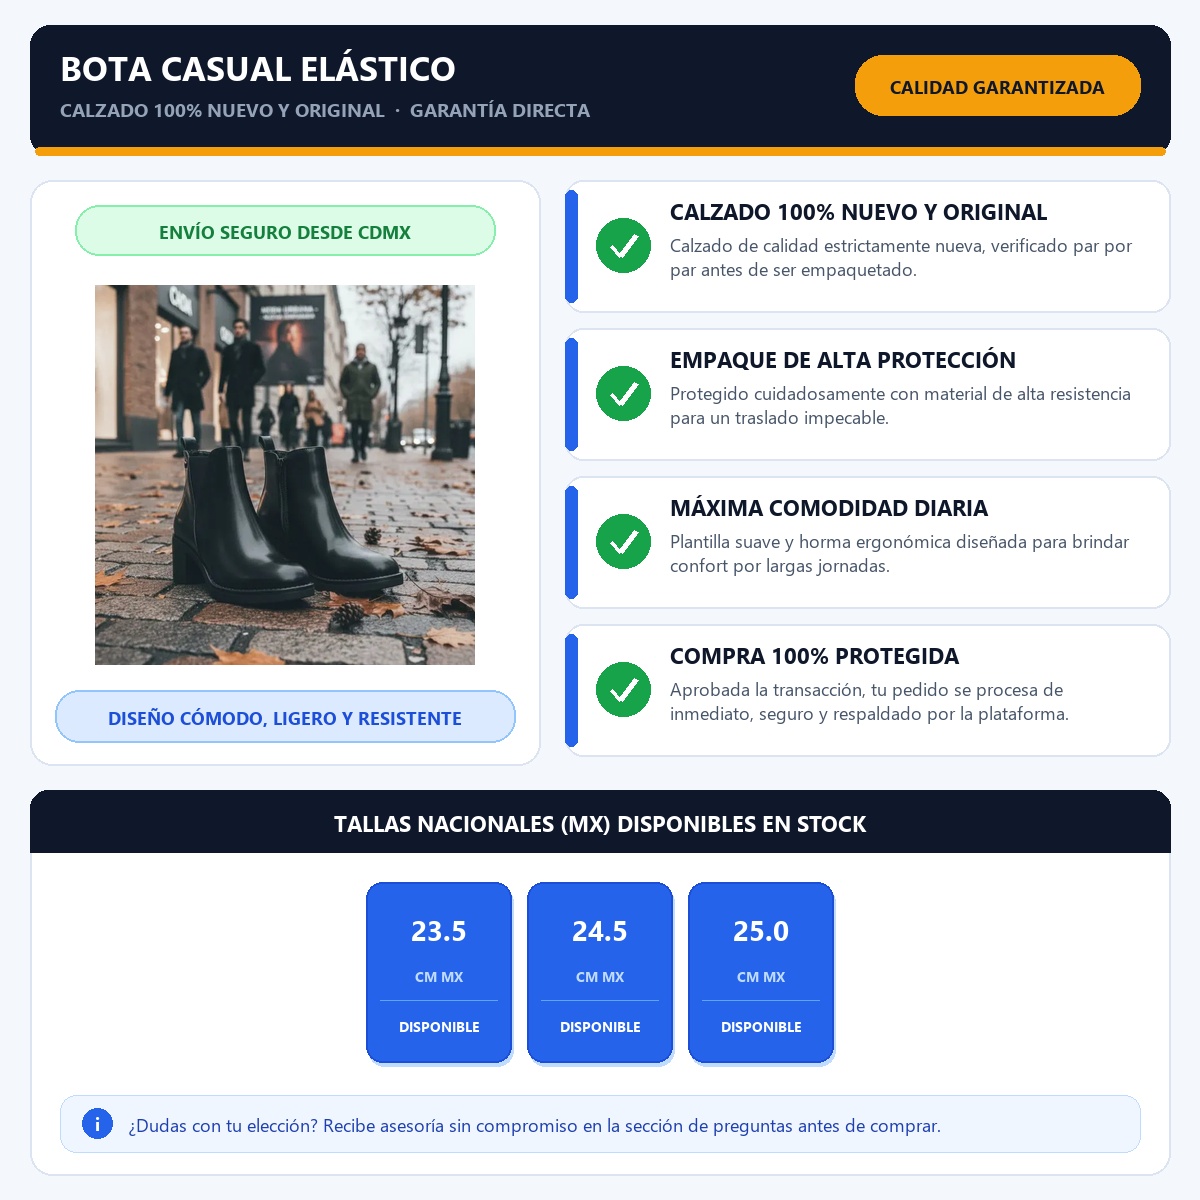 BOTA CASUAL ELÁSTICO
CALZADO 100% NUEVO Y ORIGINAL · GARANTÍA DIRECTA
CALIDAD GARANTIZADA
ENVÍO SEGURO DESDE CDMX
DISEÑO CÓMODO, LIGERO Y RESISTENTE
CALZADO 100% NUEVO Y ORIGINAL
Calzado de calidad estrictamente nueva, verificado par por
par antes de ser empaquetado.
EMPAQUE DE ALTA PROTECCIÓN
Protegido cuidadosamente con material de alta resistencia
para un traslado impecable.
MÁXIMA COMODIDAD DIARIA
Plantilla suave y horma ergonómica diseñada para brindar
confort por largas jornadas.
COMPRA 100% PROTEGIDA
Aprobada la transacción, tu pedido se procesa de
inmediato, seguro y respaldado por la plataforma.
TALLAS NACIONALES (MX) DISPONIBLES EN STOCK
23.5
CM MX
DISPONIBLE
24.5
CM MX
DISPONIBLE
25.0
CM MX
DISPONIBLE
i
¿Dudas con tu elección? Recibe asesoría sin compromiso en la sección de preguntas antes de comprar.